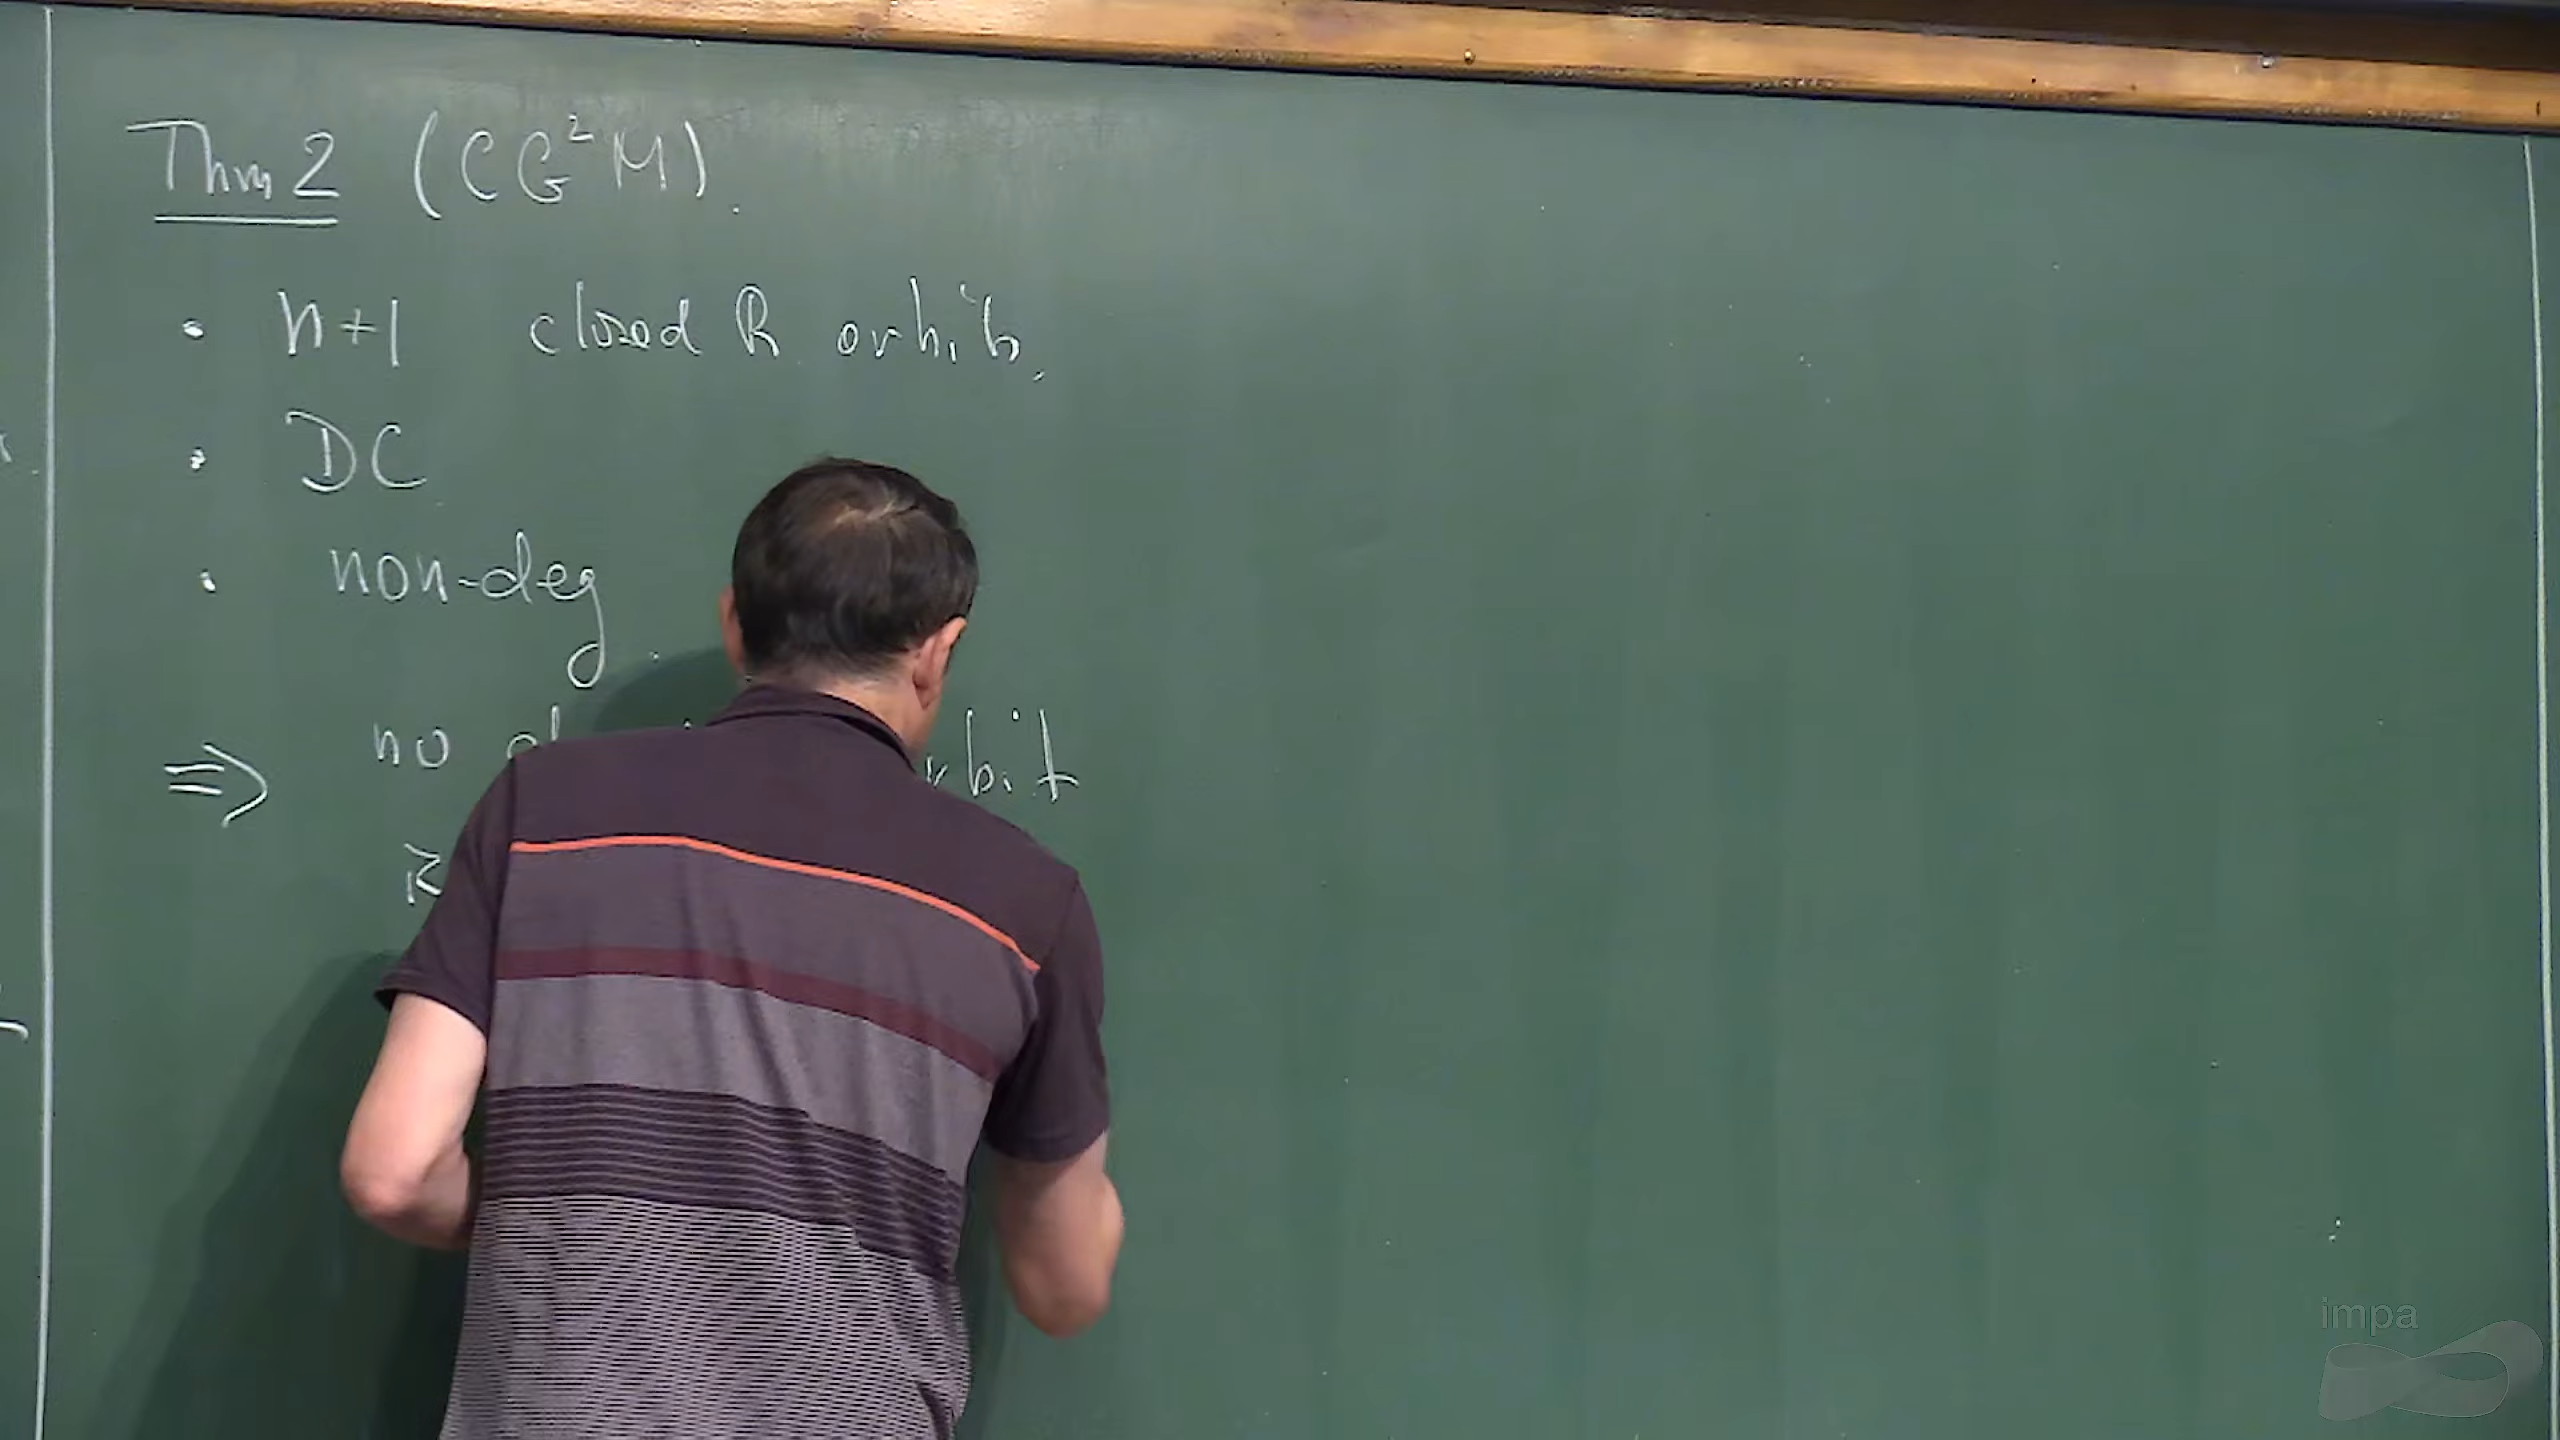 Thm 2 (CG²M).
• n+1 closed R orbits,
• DC
• non-deg.
⇒ no
impa